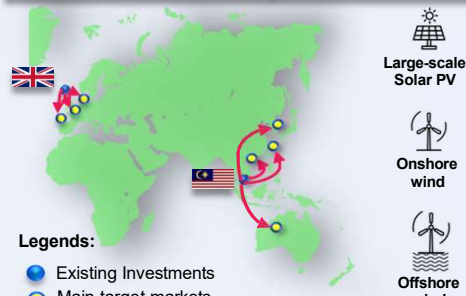 Large-scale
Solar PV
Onshore
wind
Legends:
Existing Investments
Main target markets
Offshore